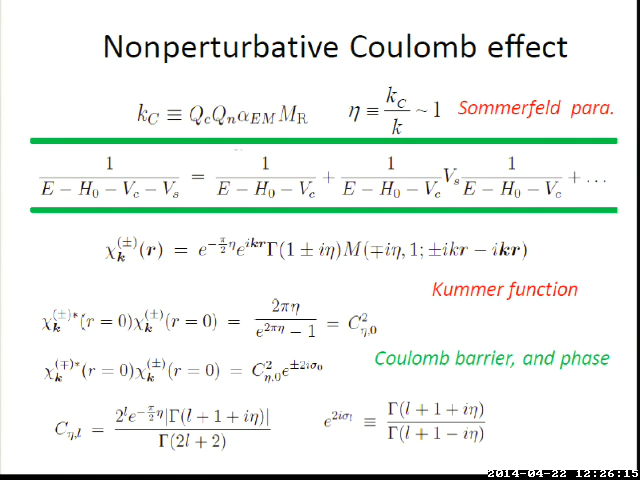 Nonperturbative Coulomb effect
k_C ≡ Q_c Q_n α_EM M_R    η ≡ k_C / k ~ 1    Sommerfeld para.
1 / (E − H_0 − V_c − V_s) = 1 / (E − H_0 − V_c) + 1 / (E − H_0 − V_c) V_s 1 / (E − H_0 − V_c) + ...
χ_k^(±)(r) = e^{−π/2 η} e^{ikr} Γ(1 ± iη) M(∓iη, 1; ±ikr − ikr)
Kummer function
χ_k^{(±)*}(r = 0) χ_k^{(±)}(r = 0) = 2πη / (e^{2πη} − 1) = C²_{η,0}
Coulomb barrier, and phase
χ_k^{(∓)*}(r = 0) χ_k^{(±)}(r = 0) = C²_{η,0} e^{±2iσ_0}
C_{η,l} = 2^l e^{−π/2 η} |Γ(l + 1 + iη)| / Γ(2l + 2)    e^{2iσ_l} ≡ Γ(l + 1 + iη) / Γ(l + 1 − iη)
2014-04-22 12:26:15